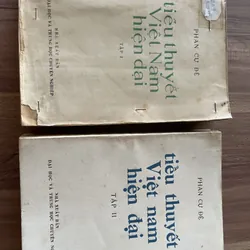 PHAN CỰ ĐỆ
tiểu thuyết
Việt Nam
hiện đại
TẬP I
NHÀ XUẤT BẢN
ĐẠI HỌC VÀ TRUNG HỌC CHUYÊN NGHIỆP
PHAN CỰ ĐỆ
tiểu thuyết
Việt nam
hiện đại
TẬP II
NHÀ XUẤT BẢN
ĐẠI HỌC VÀ TRUNG HỌC CHUYÊN NGHIỆP